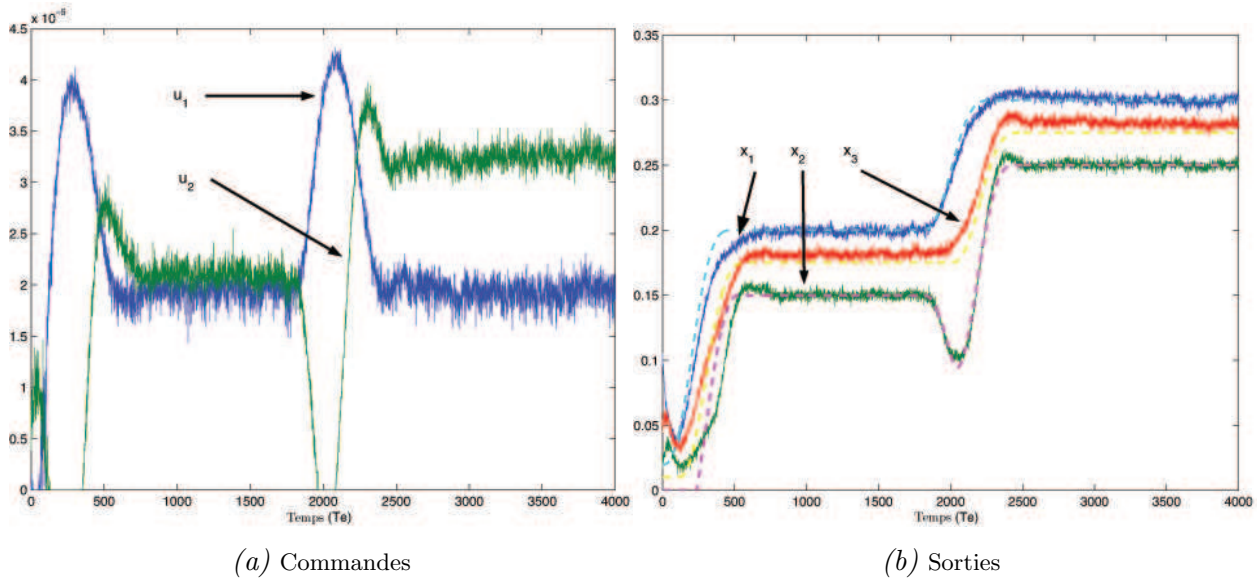 x 10⁻⁵
4.5
4
3.5
3
2.5
2
1.5
1
0.5
0
u₁
u₂
0 500 1000 1500 2000 2500 3000 3500 4000
Temps (Te)
(a) Commandes
0.35
0.3
0.25
0.2
0.15
0.1
0.05
0
x₁ x₂ x₃
0 500 1000 1500 2000 2500 3000 3500 4000
Temps (Te)
(b) Sorties